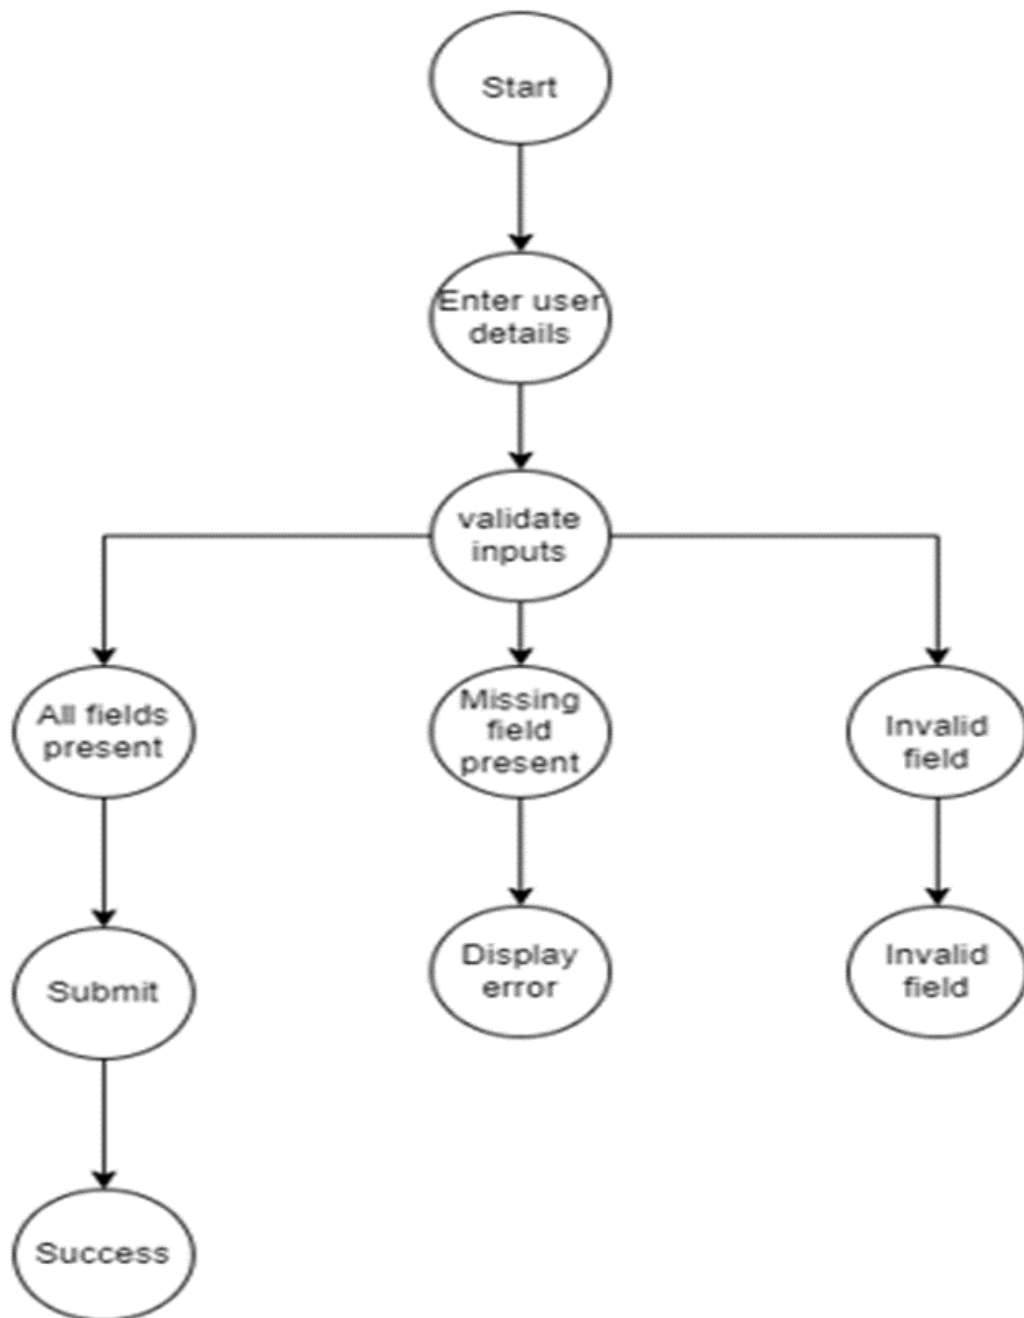 Start
Enter user
details
validate
inputs
All fields
present
Missing
field
present
Invalid
field
Submit
Display
error
Invalid
field
Success